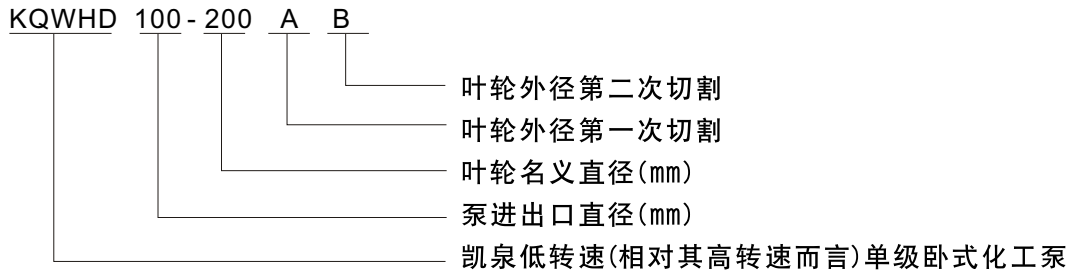 KQWHD 100 - 200 A B
叶轮外径第二次切割
叶轮外径第一次切割
叶轮名义直径(mm)
泵进出口直径(mm)
凯泉低转速(相对其高转速而言)单级卧式化工泵